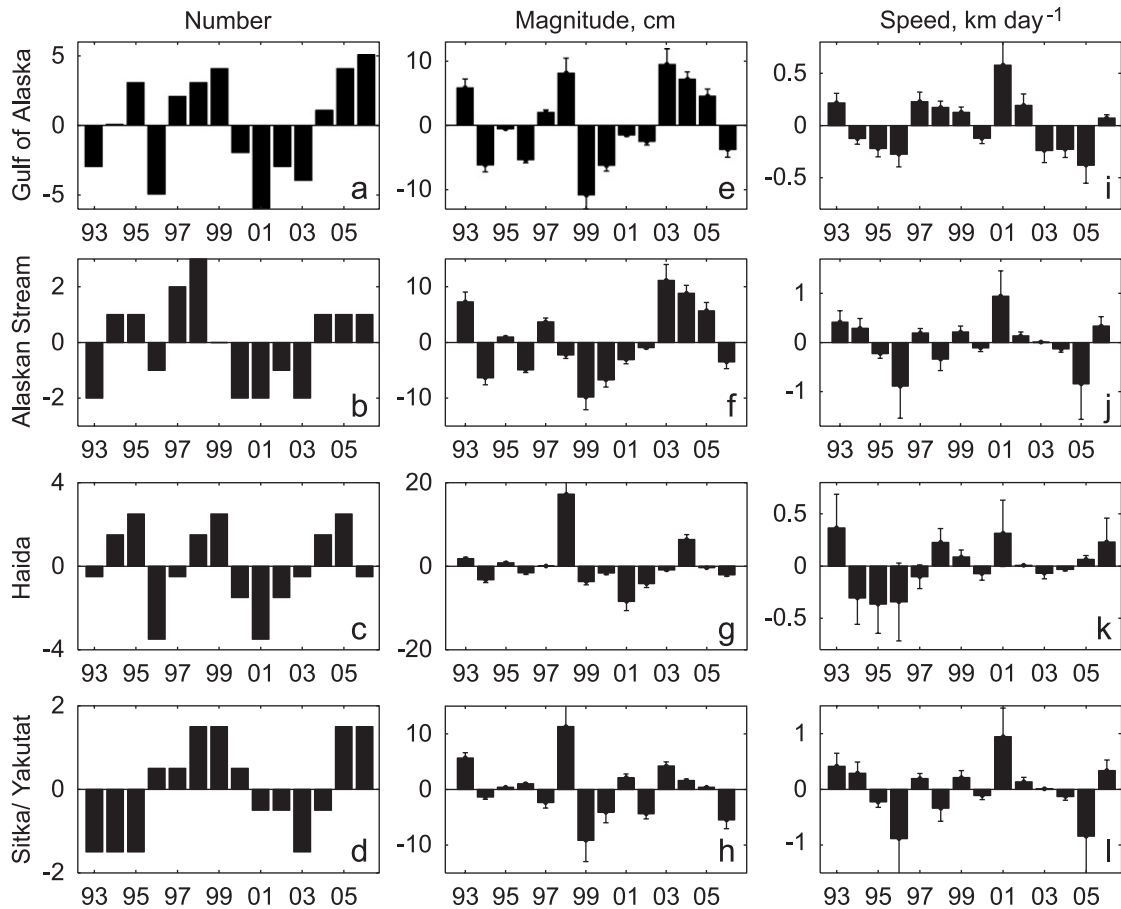 Number Magnitude, cm Speed, km day⁻¹
Gulf of Alaska
5 0 -5
a
93 95 97 99 01 03 05
10 0 -10
e
93 95 97 99 01 03 05
0.5 0 -0.5
i
93 95 97 99 01 03 05
Alaskan Stream
2 0 -2
b
93 95 97 99 01 03 05
10 0 -10
f
93 95 97 99 01 03 05
1 0 -1
j
93 95 97 99 01 03 05
Haida
4 0 -4
c
93 95 97 99 01 03 05
20 0 -20
g
93 95 97 99 01 03 05
0.5 0 -0.5
k
93 95 97 99 01 03 05
Sitka/ Yakutat
2 0 -2
d
93 95 97 99 01 03 05
10 0 -10
h
93 95 97 99 01 03 05
1 0 -1
l
93 95 97 99 01 03 05